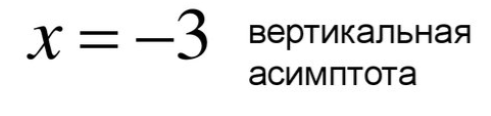 x = −3 вертикальная
асимптота